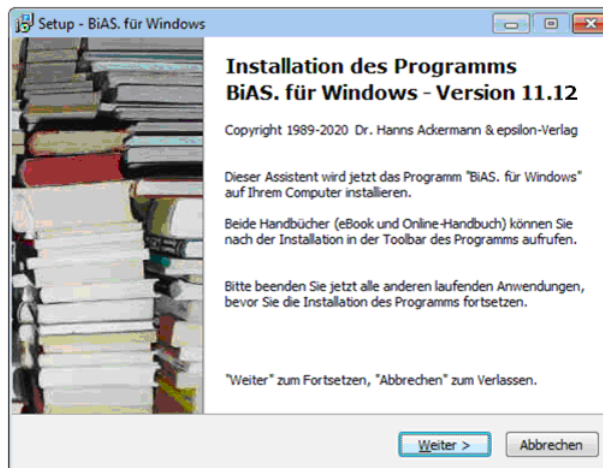 Setup - BiAS. für Windows
Installation des Programms
BiAS. für Windows - Version 11.12
Copyright 1989-2020 Dr. Hanns Ackermann & epsilon-Verlag
Dieser Assistent wird jetzt das Programm "BiAS. für Windows"
auf Ihrem Computer installieren.
Beide Handbücher (eBook und Online-Handbuch) können Sie
nach der Installation in der Toolbar des Programms aufrufen.
Bitte beenden Sie jetzt alle anderen laufenden Anwendungen,
bevor Sie die Installation des Programms fortsetzen.
"Weiter" zum Fortsetzen, "Abbrechen" zum Verlassen.
Weiter >
Abbrechen